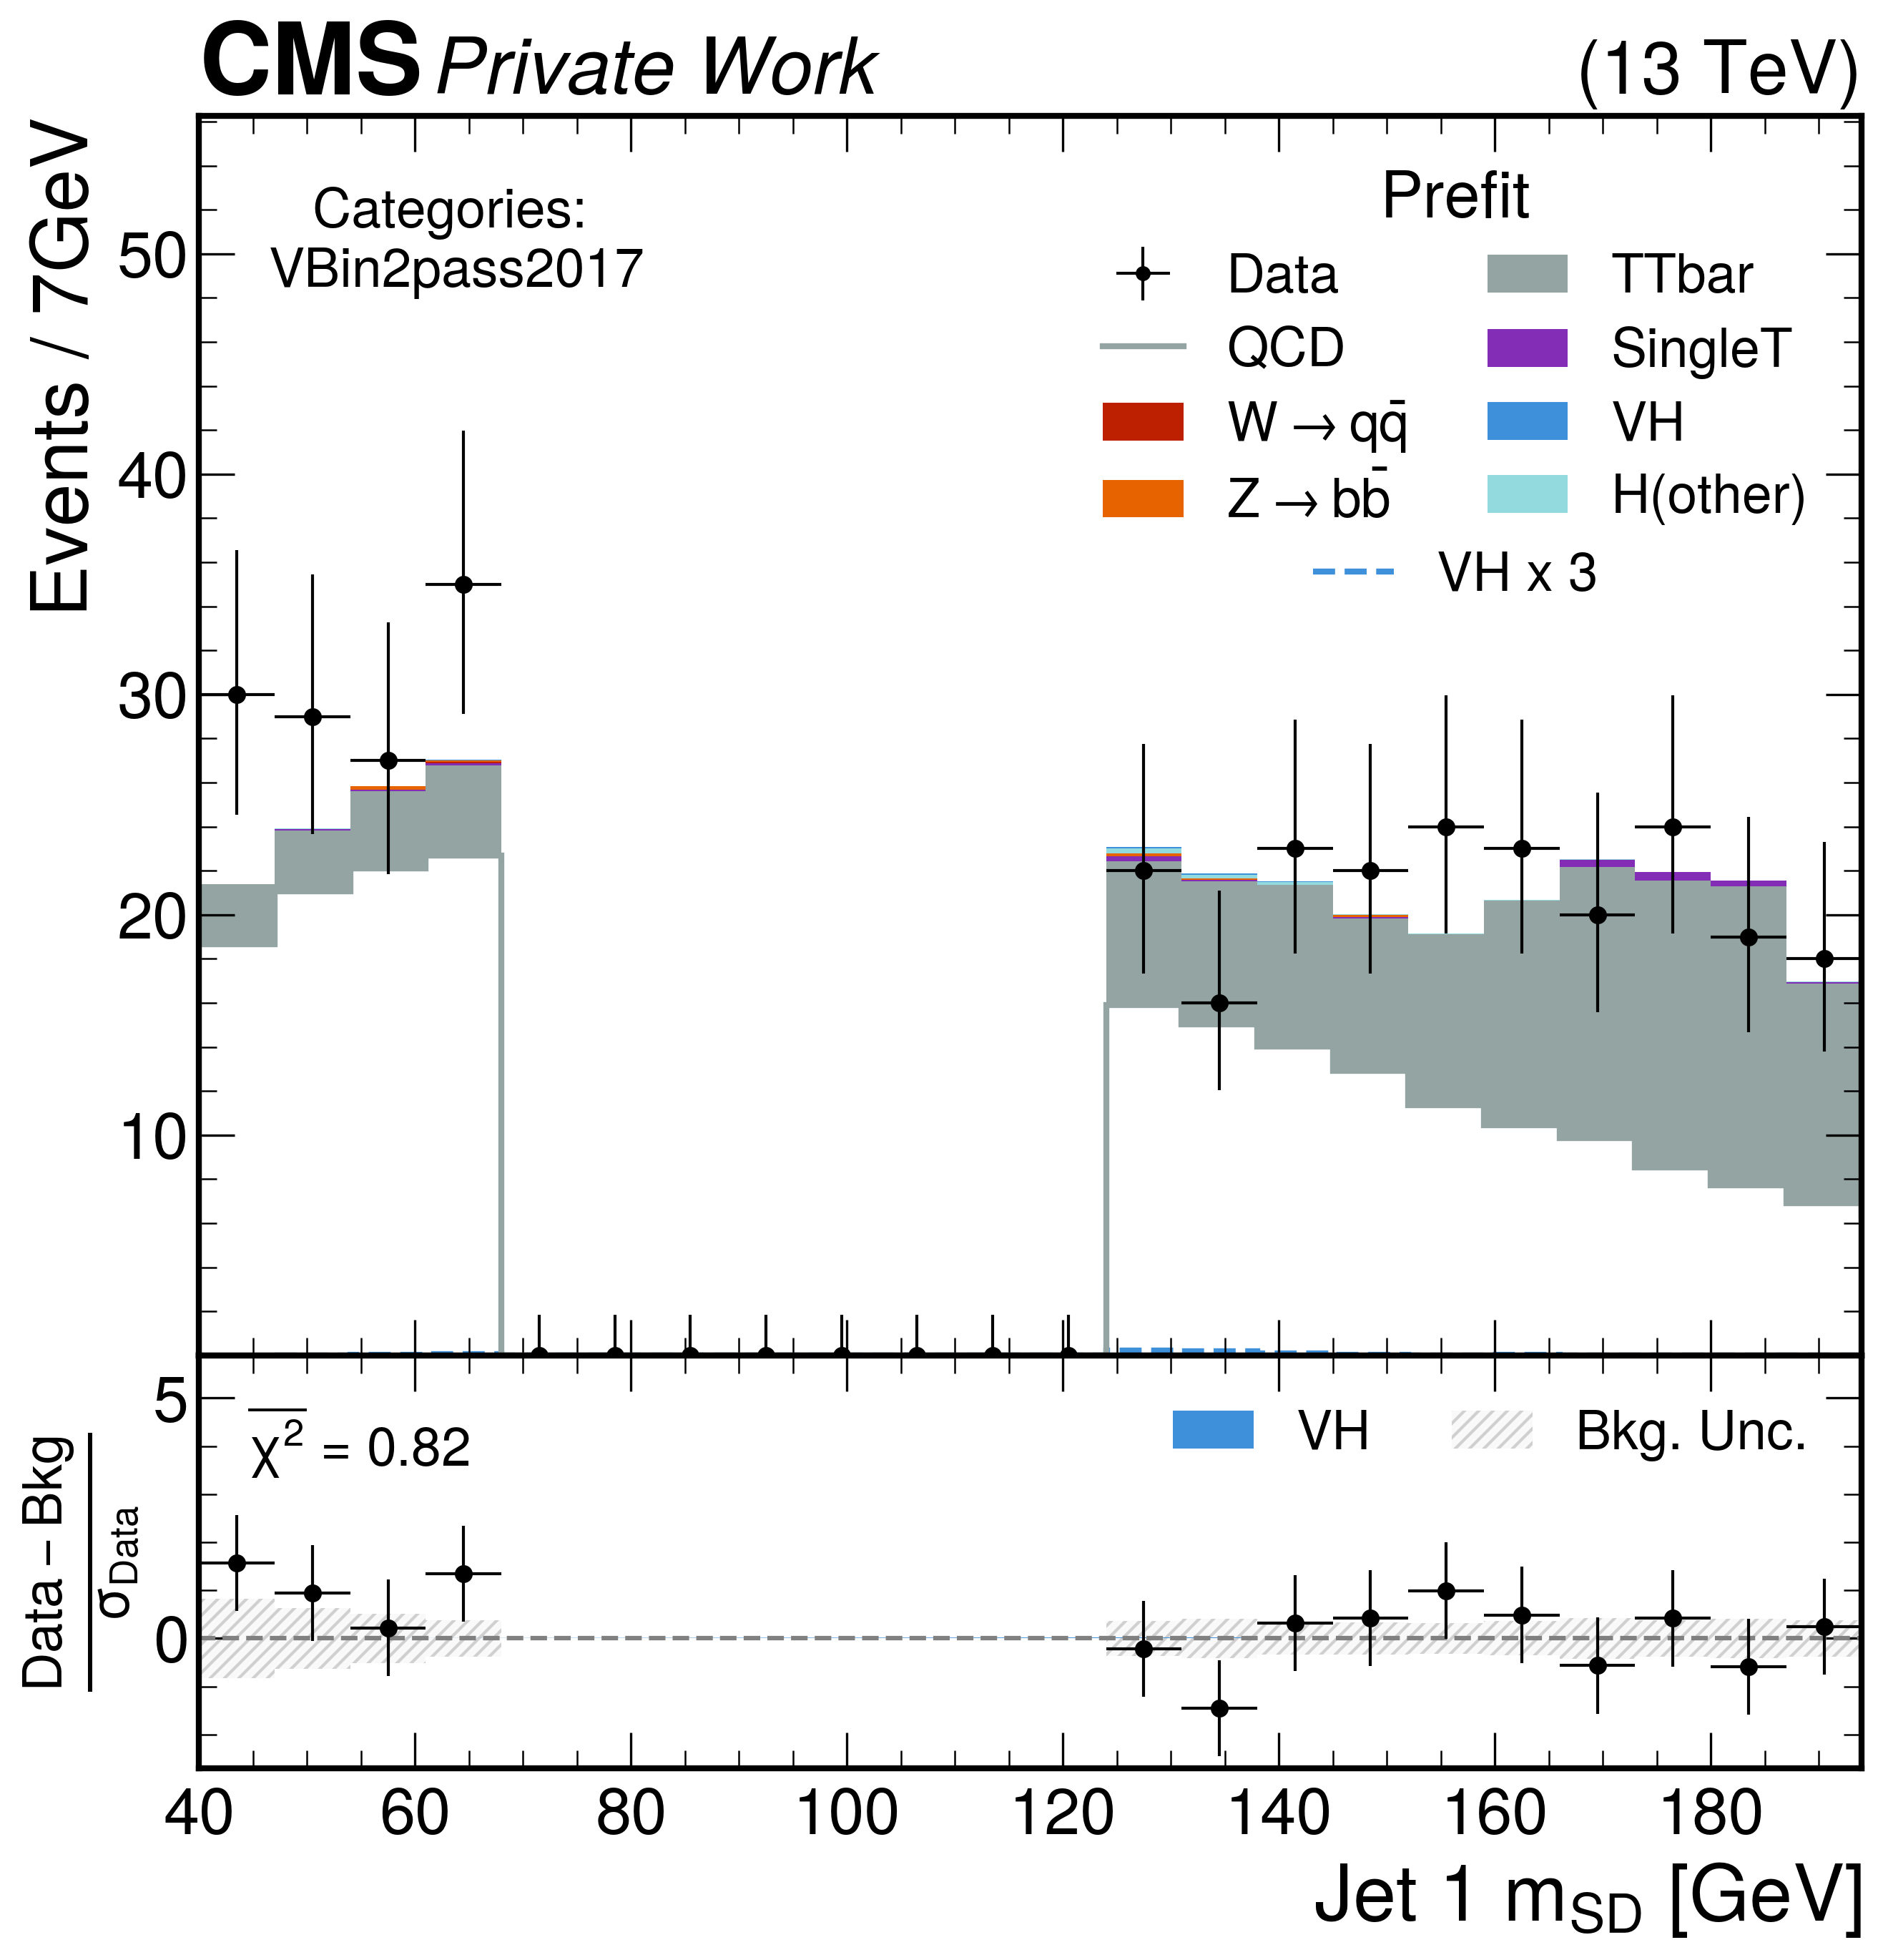 CMS Private Work (13 TeV)
Events / 7GeV
Categories:
VBin2pass2017
Prefit
Data
QCD
W → qq̄
Z → bb̄
TTbar
SingleT
VH
H(other)
VH x 3
50
40
30
20
10
Data − Bkg
σData
5
0
χ² = 0.82
VH
Bkg. Unc.
40 60 80 100 120 140 160 180
Jet 1 mSD [GeV]